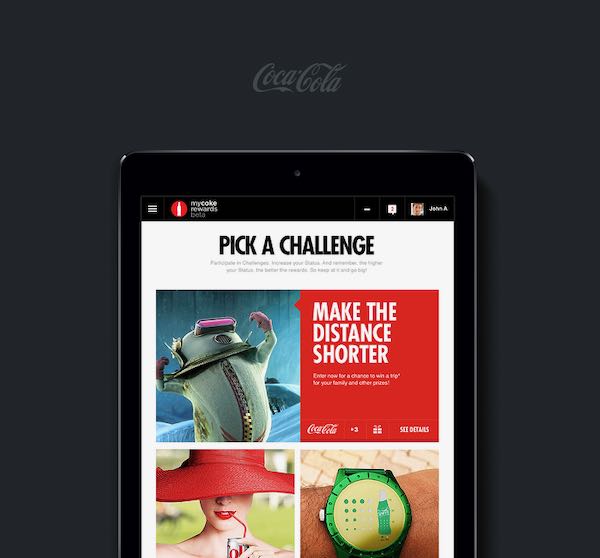 Coca-Cola
mycoke
rewards
beta
2
John A
PICK A CHALLENGE
Participate in Challenges. Increase your Status. And remember, the higher
your Status, the better the rewards. So keep at it and go big!
MAKE THE
DISTANCE
SHORTER
Enter now for a chance to win a trip*
for your family and other prizes!
Coca-Cola
+3
SEE DETAILS